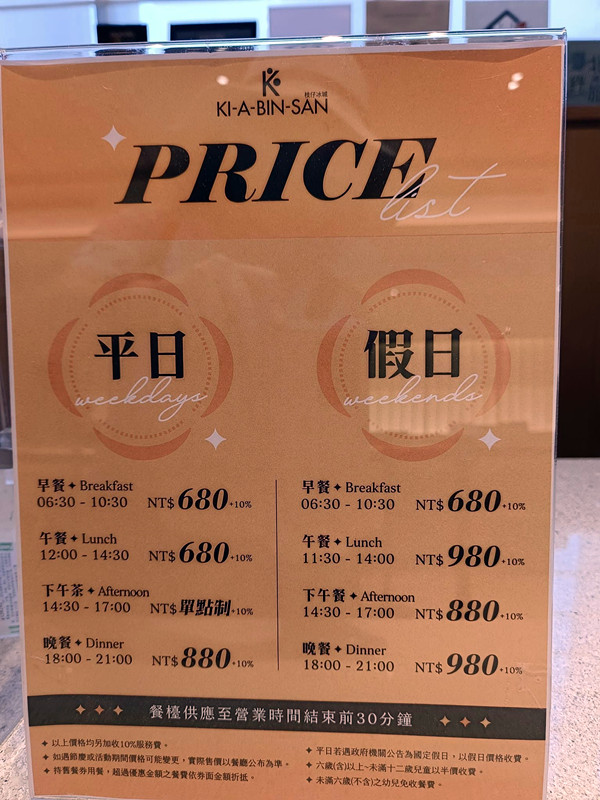 桂仔冰城
KI-A-BIN-SAN
PRICE
list
平日
weekdays
早餐✦Breakfast
06:30 - 10:30 NT$680+10%
午餐✦Lunch
12:00 - 14:30 NT$680+10%
下午茶✦Afternoon
14:30 - 17:00 NT$單點制+10%
晚餐✦Dinner
18:00 - 21:00 NT$880+10%
假日
weekends
早餐✦Breakfast
06:30 - 10:30 NT$680+10%
午餐✦Lunch
11:30 - 14:00 NT$980+10%
下午餐✦Afternoon
14:30 - 17:00 NT$880+10%
晚餐✦Dinner
18:00 - 21:00 NT$980+10%
餐檯供應至營業時間結束前30分鐘
✦ 以上價格均另加收10%服務費。
✦ 如遇節慶或活動期間價格可能變更，實際售價以餐廳公布為準。
✦ 持舊餐券用餐，超過優惠金額之餐費依券面金額折抵。
✦ 平日若遇政府機關公告為國定假日，以假日價格收費。
✦ 六歲(含)以上~未滿十二歲兒童以半價收費。
✦ 未滿六歲(不含)之幼兒免收餐費。